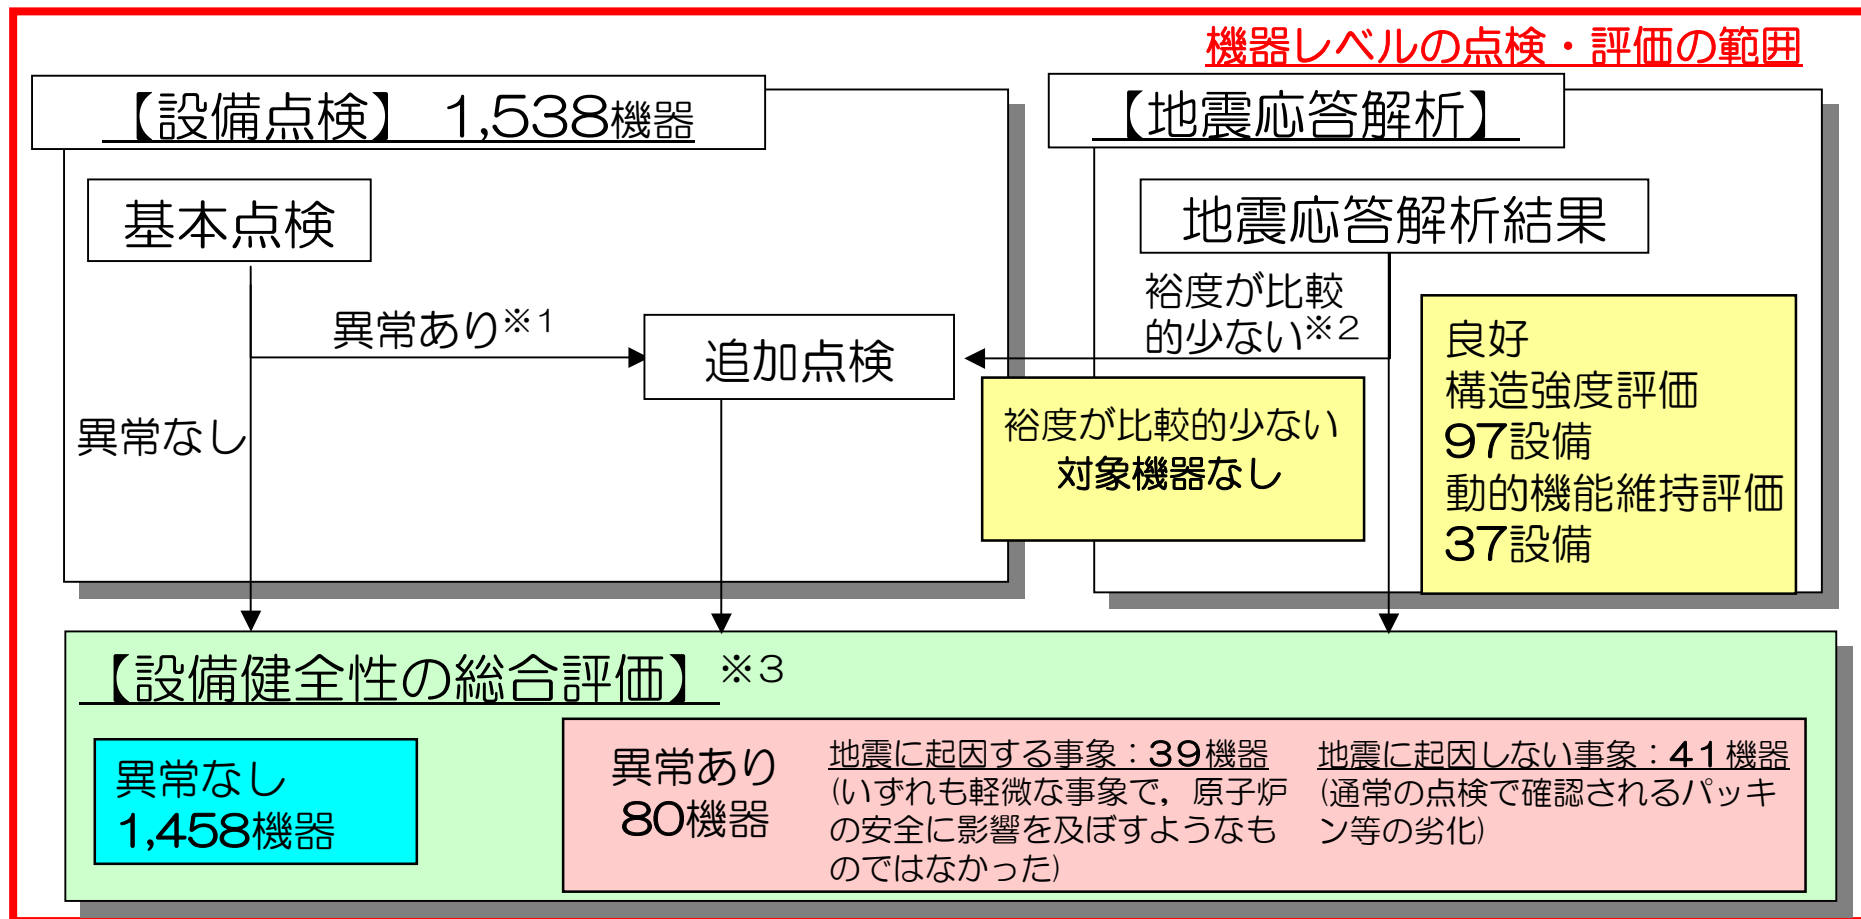 機器レベルの点検・評価の範囲
【設備点検】 1,538機器
基本点検
異常あり※1
追加点検
異常なし
【地震応答解析】
地震応答解析結果
裕度が比較
的少ない※2
裕度が比較的少ない
対象機器なし
良好
構造強度評価
97設備
動的機能維持評価
37設備
【設備健全性の総合評価】※3
異常なし
1,458機器
異常あり
80機器
地震に起因する事象：39機器
(いずれも軽微な事象で，原子炉
の安全に影響を及ぼすようなも
のではなかった)
地震に起因しない事象：41機器
(通常の点検で確認されるパッキ
ン等の劣化)